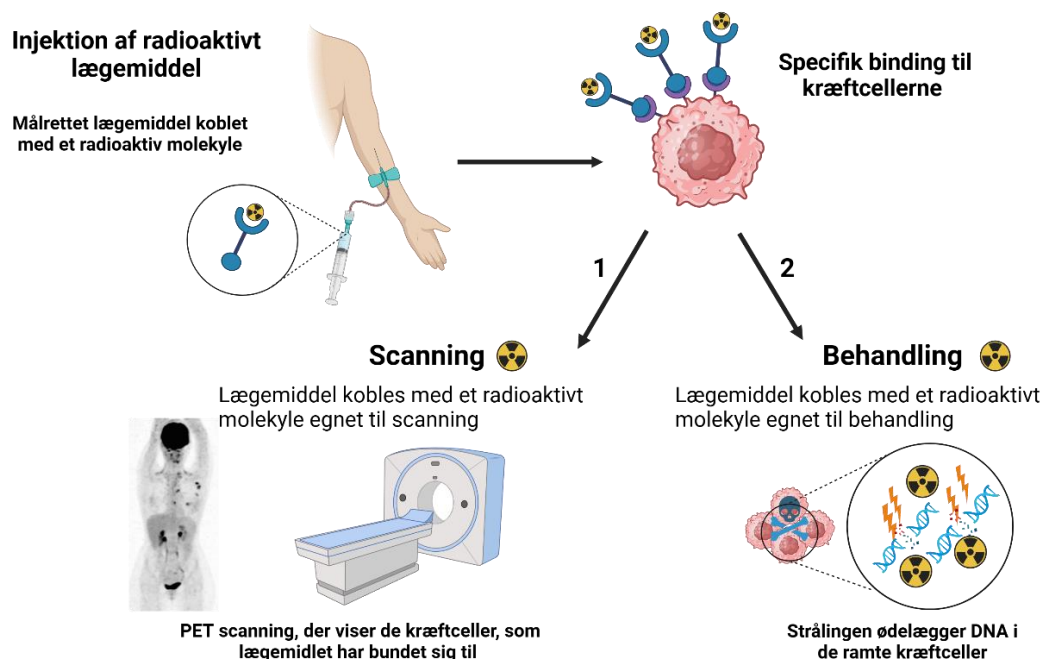 Injektion af radioaktivt
lægemiddel
Målrettet lægemiddel koblet
med et radioaktiv molekyle
Specifik binding til
kræftcellerne
1
2
Scanning
Lægemiddel kobles med et radioaktivt
molekyle egnet til scanning
Behandling
Lægemiddel kobles med et radioaktivt
molekyle egnet til behandling
PET scanning, der viser de kræftceller, som
lægemidlet har bundet sig til
Strålingen ødelægger DNA i
de ramte kræftceller